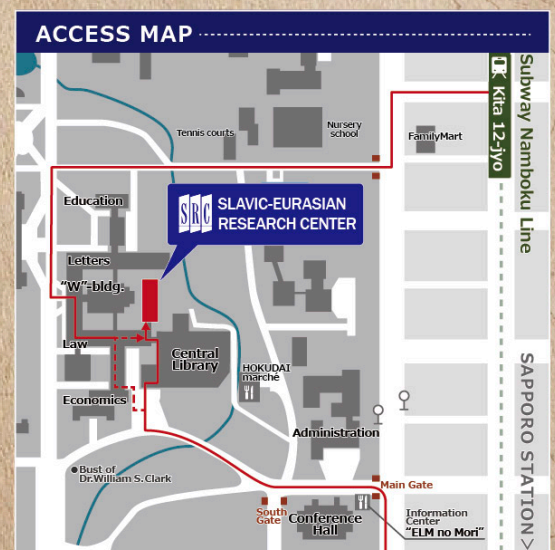 ACCESS MAP
Subway Namboku Line
Kita 12-jyo
Tennis courts
Nursery
school
FamilyMart
Education
SRC
SLAVIC-EURASIAN
RESEARCH CENTER
Letters
"W"-bldg.
Law
Central
Library
HOKUDAI
marché
Economics
Administration
SAPPORO STATION>
Bust of
Dr.William S.Clark
Main Gate
South
Gate
Conference
Hall
Information
Center
"ELM no Mori"